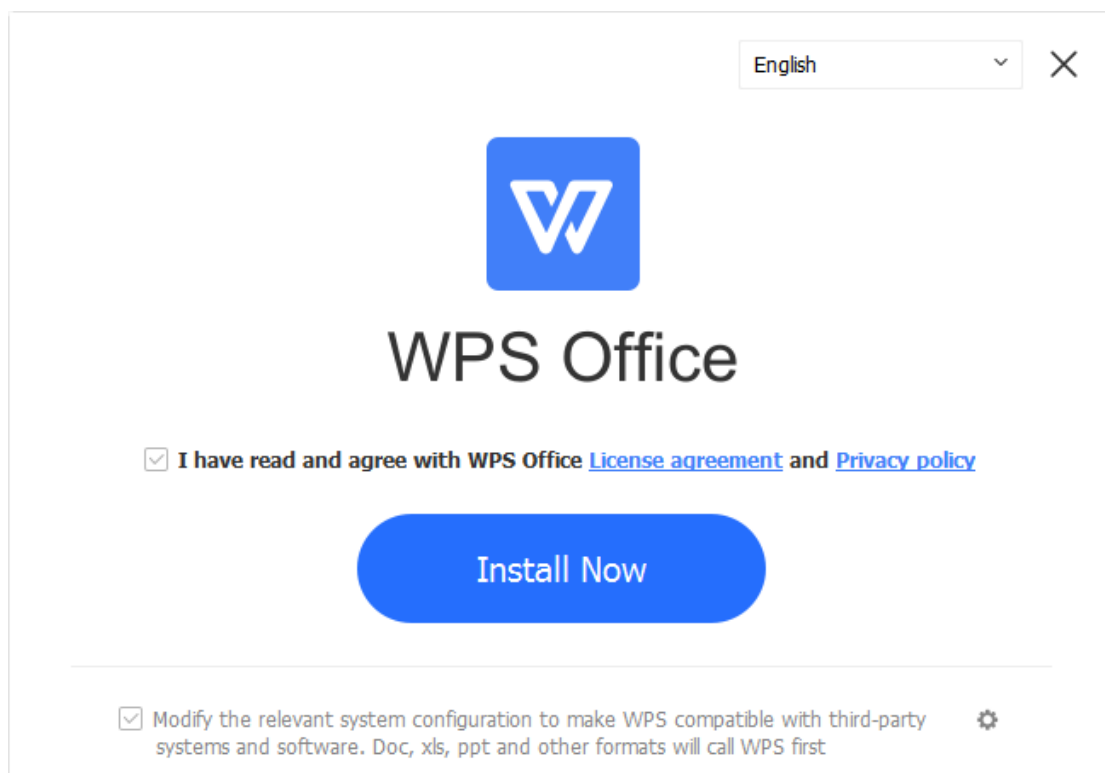 English
WPS Office
I have read and agree with WPS Office License agreement and Privacy policy
Install Now
Modify the relevant system configuration to make WPS compatible with third-party
systems and software. Doc, xls, ppt and other formats will call WPS first